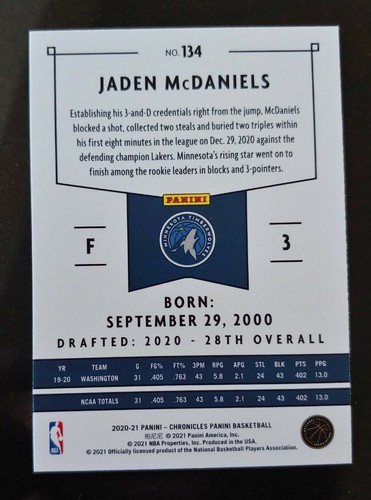 NO. 134
JADEN McDANIELS
Establishing his 3-and-D credentials right from the jump, McDaniels
blocked a shot, collected two steals and buried two triples within
his first eight minutes in the league on Dec. 29, 2020 against the
defending champion Lakers. Minnesota's rising star went on to
finish among the rookie leaders in blocks and 3-pointers.
PANINI
MINNESOTA TIMBERWOLVES
F 3
BORN:
SEPTEMBER 29, 2000
DRAFTED: 2020 - 28TH OVERALL
YR TEAM G FG% FT% 3PM RPG APG STL BLK PTS PPG
19-20 WASHINGTON 31 .405 .763 43 5.8 2.1 24 43 402 13.0
NCAA TOTALS 31 .405 .763 43 5.8 2.1 24 43 402 13.0
2020-21 PANINI – CHRONICLES PANINI BASKETBALL
帕尼尼 © 2021 Panini America, Inc.
© 2021 NBA Properties, Inc. Produced in the USA.
© 2021 Officially licensed product of the National Basketball Players Association.
NBA